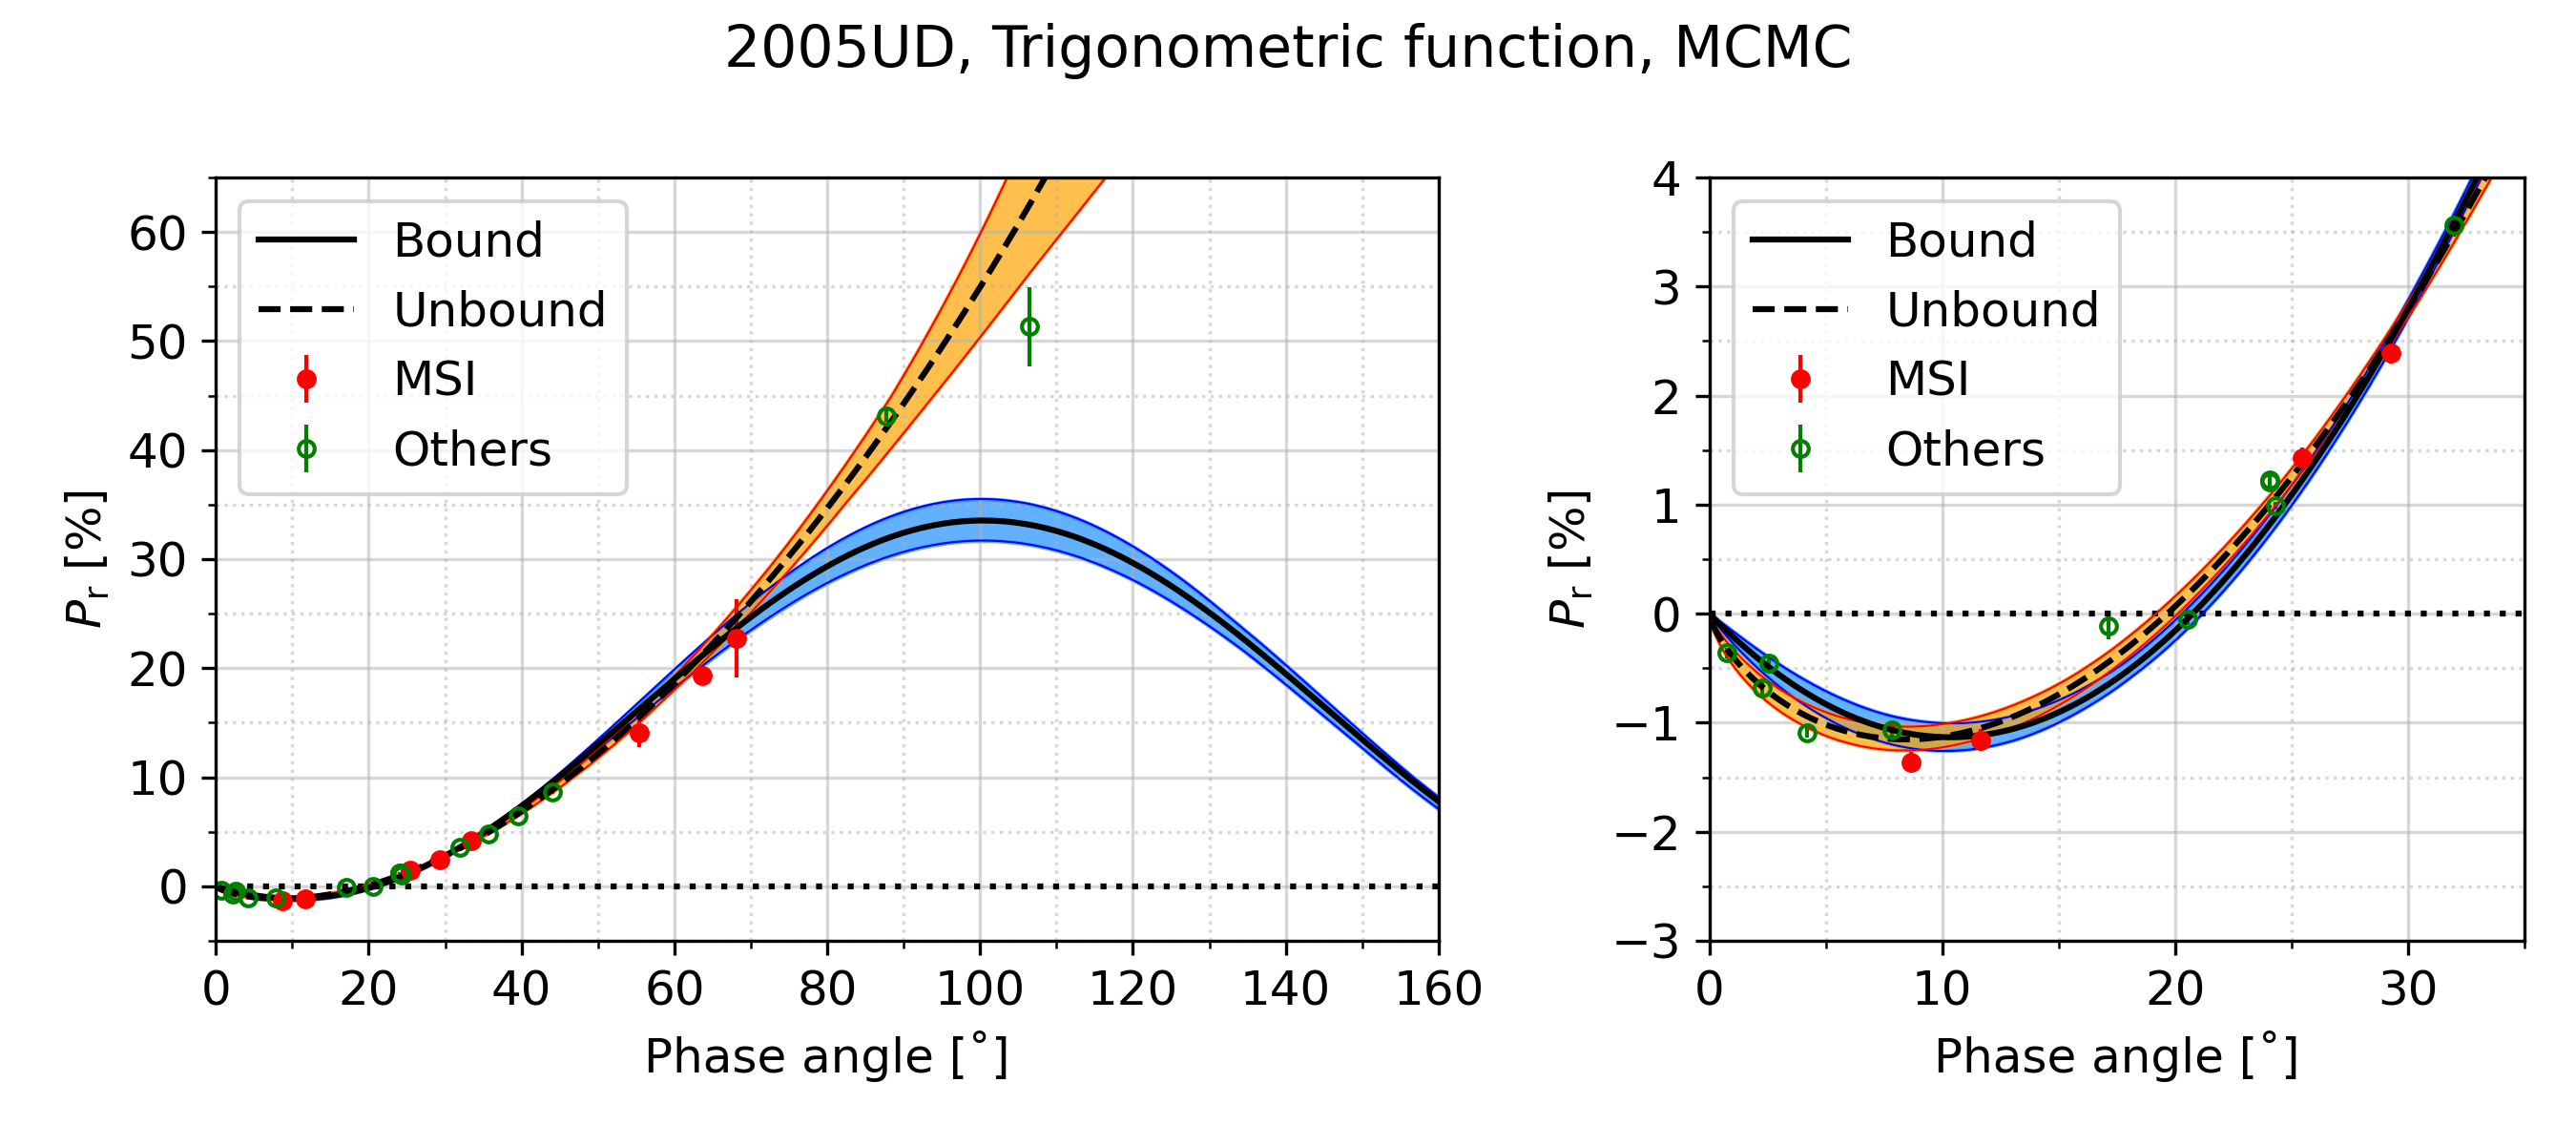 2005UD, Trigonometric function, MCMC
Bound
Unbound
MSI
Others
60
50
40
30
20
10
0
Pr [%]
0 20 40 60 80 100 120 140 160
Phase angle [°]
Bound
Unbound
MSI
Others
4
3
2
1
0
−1
−2
−3
Pr [%]
0 10 20 30
Phase angle [°]